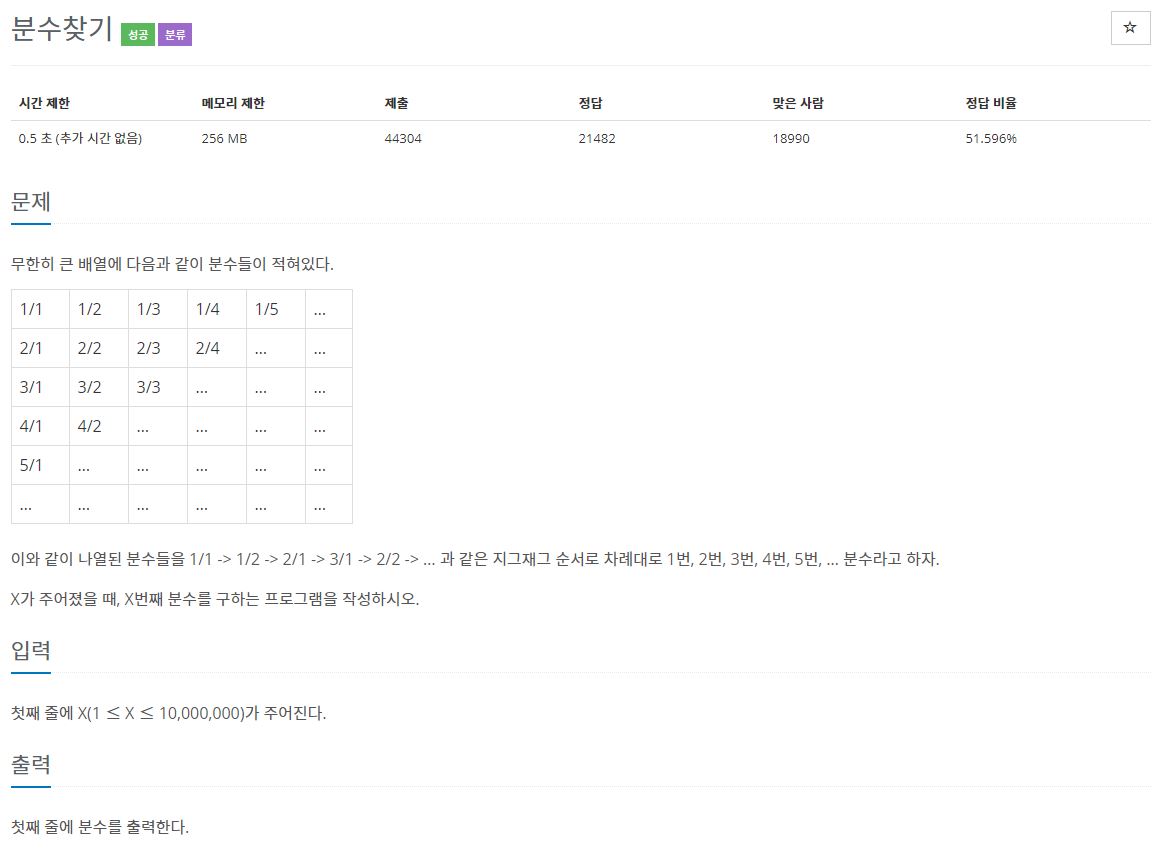 분수찾기 성공 분류 ☆
시간 제한 메모리 제한 제출 정답 맞은 사람 정답 비율
0.5 초 (추가 시간 없음) 256 MB 44304 21482 18990 51.596%
문제
무한히 큰 배열에 다음과 같이 분수들이 적혀있다.
1/1 1/2 1/3 1/4 1/5 ...
2/1 2/2 2/3 2/4 ... ...
3/1 3/2 3/3 ... ... ...
4/1 4/2 ... ... ... ...
5/1 ... ... ... ... ...
... ... ... ... ... ...
이와 같이 나열된 분수들을 1/1 -> 1/2 -> 2/1 -> 3/1 -> 2/2 -> ... 과 같은 지그재그 순서로 차례대로 1번, 2번, 3번, 4번, 5번, ... 분수라고 하자.
X가 주어졌을 때, X번째 분수를 구하는 프로그램을 작성하시오.
입력
첫째 줄에 X(1 ≤ X ≤ 10,000,000)가 주어진다.
출력
첫째 줄에 분수를 출력한다.